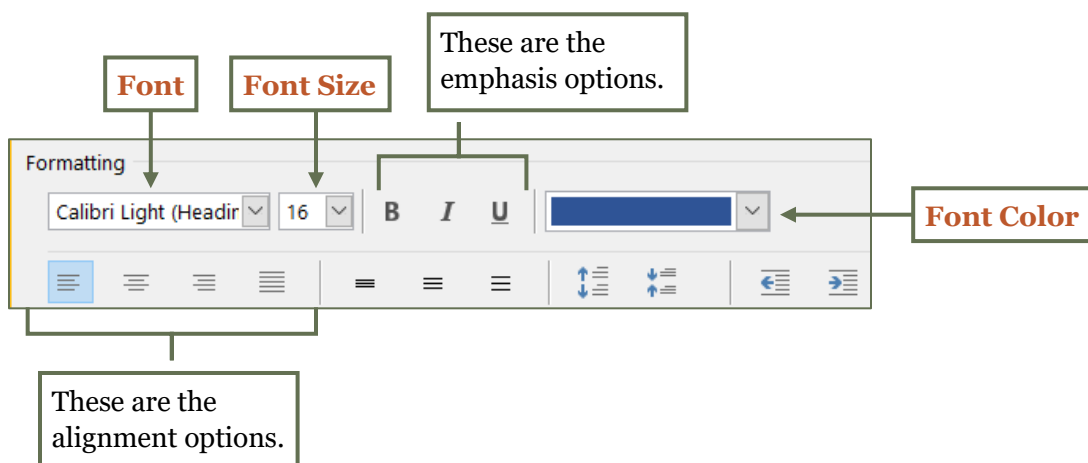 These are the
emphasis options.
Font
Font Size
Formatting
Calibri Light (Headir
16
B
I
U
Font Color
These are the
alignment options.